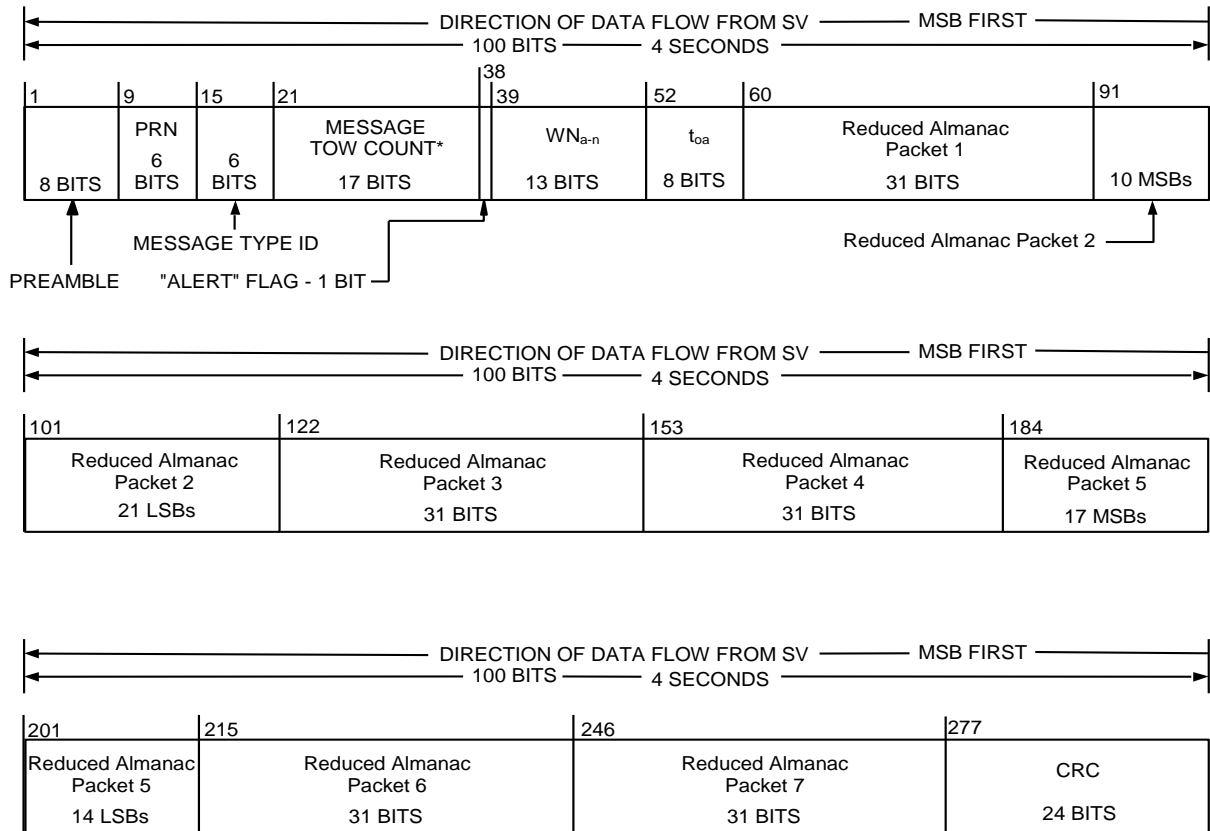 DIRECTION OF DATA FLOW FROM SV MSB FIRST
100 BITS 4 SECONDS
1 9 15 21 38 39 52 60 91
8 BITS
PRN
6
BITS
6
BITS
MESSAGE
TOW COUNT*
17 BITS
WNa-n
13 BITS
toa
8 BITS
Reduced Almanac
Packet 1
31 BITS
10 MSBs
MESSAGE TYPE ID
Reduced Almanac Packet 2
PREAMBLE
"ALERT" FLAG - 1 BIT
DIRECTION OF DATA FLOW FROM SV MSB FIRST
100 BITS 4 SECONDS
101 122 153 184
Reduced Almanac
Packet 2
21 LSBs
Reduced Almanac
Packet 3
31 BITS
Reduced Almanac
Packet 4
31 BITS
Reduced Almanac
Packet 5
17 MSBs
DIRECTION OF DATA FLOW FROM SV MSB FIRST
100 BITS 4 SECONDS
201 215 246 277
Reduced Almanac
Packet 5
14 LSBs
Reduced Almanac
Packet 6
31 BITS
Reduced Almanac
Packet 7
31 BITS
CRC
24 BITS